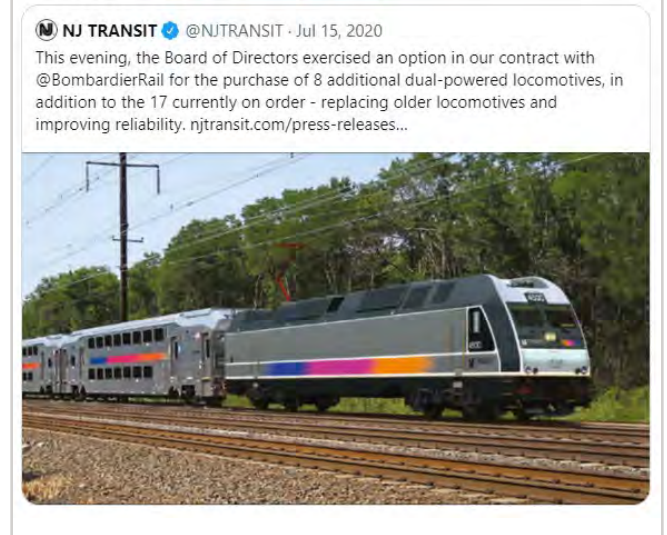 NJ TRANSIT @NJTRANSIT · Jul 15, 2020
This evening, the Board of Directors exercised an option in our contract with
@BombardierRail for the purchase of 8 additional dual-powered locomotives, in
addition to the 17 currently on order - replacing older locomotives and
improving reliability. njtransit.com/press-releases...